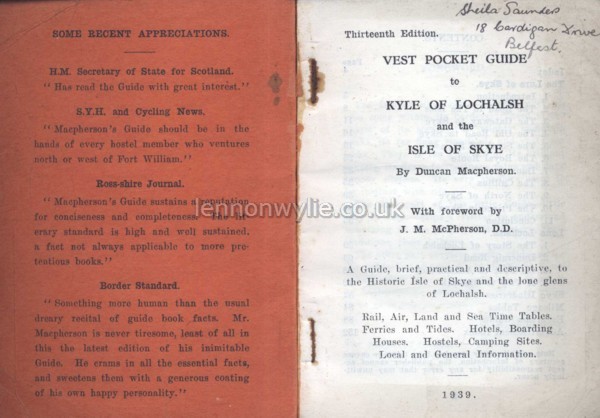 SOME RECENT APPRECIATIONS.
H.M. Secretary of State for Scotland.
"Has read the Guide with great interest."
S.Y.H. and Cycling News.
"Macpherson's Guide should be in the
hands of every hostel member who ventures
north or west of Fort William."
Ross-shire Journal.
"Macpherson's Guide sustains a reputation
for conciseness and completeness. The lit-
erary standard is high and well sustained,
a fact not always applicable to more pre-
tentious books."
Border Standard.
"Something more human than the usual
dreary recital of guide book facts. Mr.
Macpherson is never tiresome, least of all in
this the latest edition of his inimitable
Guide. He crams in all the essential facts,
and sweetens them with a generous coating
of his own happy personality."
Sheila Saunders
18 Cardigan Drive
Belfast.
Thirteenth Edition.
VEST POCKET GUIDE
to
KYLE OF LOCHALSH
and the
ISLE OF SKYE
By Duncan Macpherson.
With foreword by
J. M. McPHERSON, D.D.
A Guide, brief, practical and descriptive, to
the Historic Isle of Skye and the lone glens
of Lochalsh.
Rail, Air, Land and Sea Time Tables.
Ferries and Tides. Hotels, Boarding
Houses. Hostels, Camping Sites.
Local and General Information.
1939.
lennonwylie.co.uk